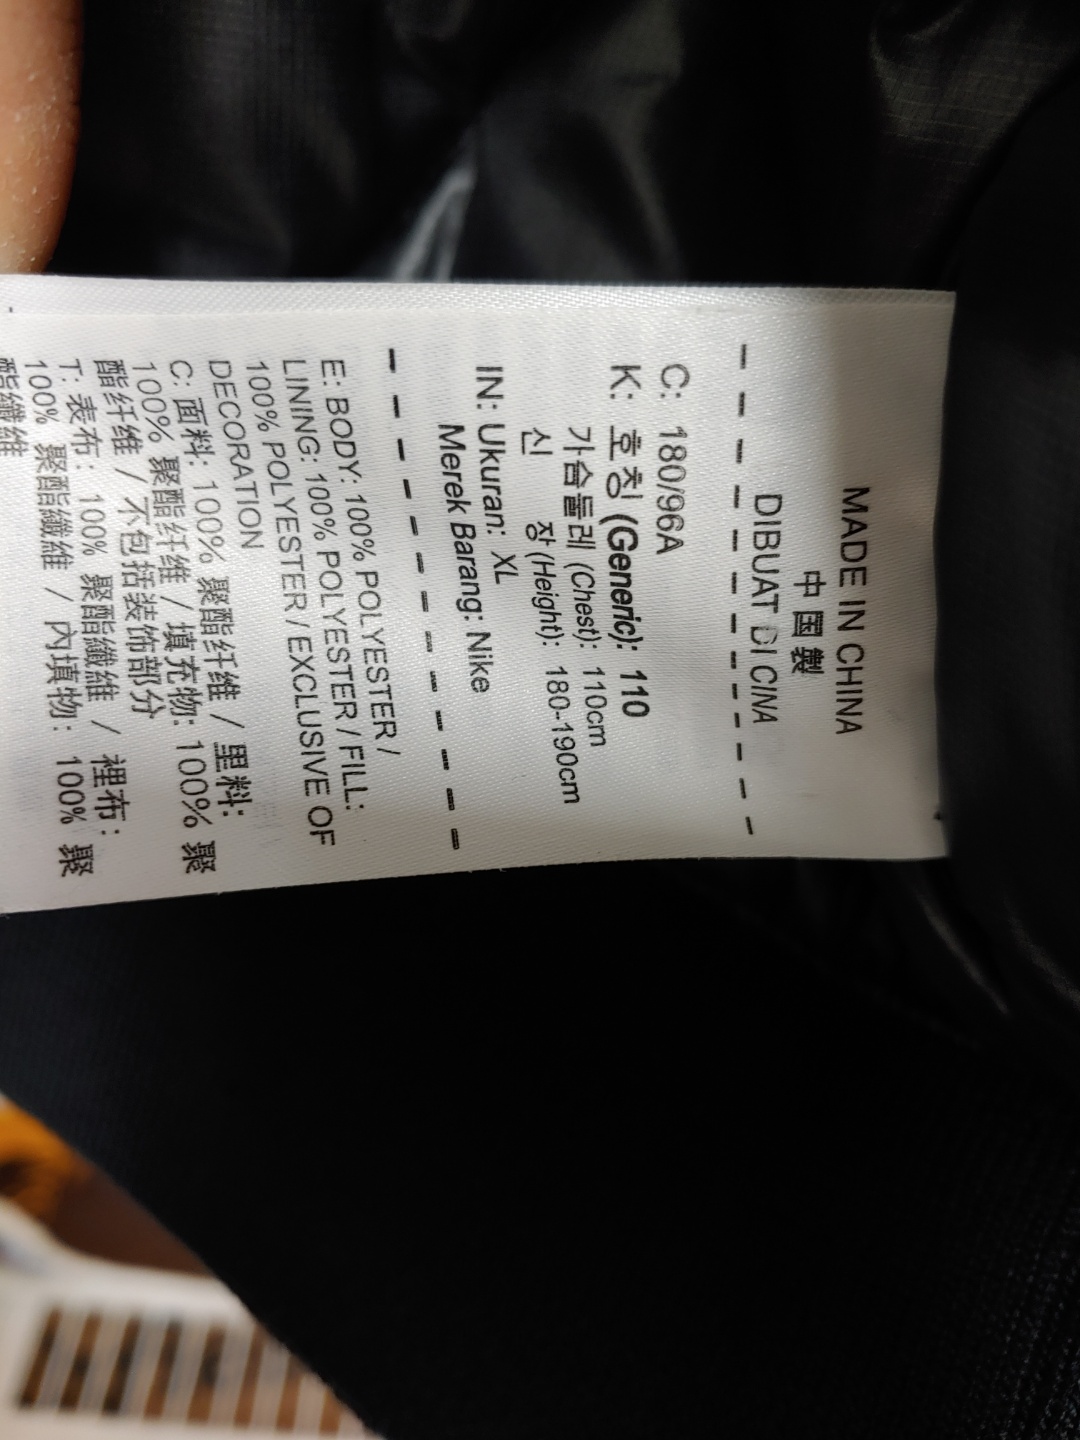 MADE IN CHINA
中国製
DIBUAT DI CINA
C: 180/96A
K: 호칭 (Generic): 110
가슴둘레 (Chest): 110cm
신 장 (Height): 180-190cm
IN: Ukuran: XL
Merek Barang: Nike
E: BODY: 100% POLYESTER /
LINING: 100% POLYESTER / FILL:
100% POLYESTER / EXCLUSIVE OF
DECORATION
C: 面料: 100% 聚酯纤维 / 里料:
100% 聚酯纤维 / 填充物: 100% 聚
酯纤维 / 不包括装饰部分
T: 表布: 100% 聚酯纖維 / 裡布:
100% 聚酯纖維 / 內填物: 100% 聚
酯纖維